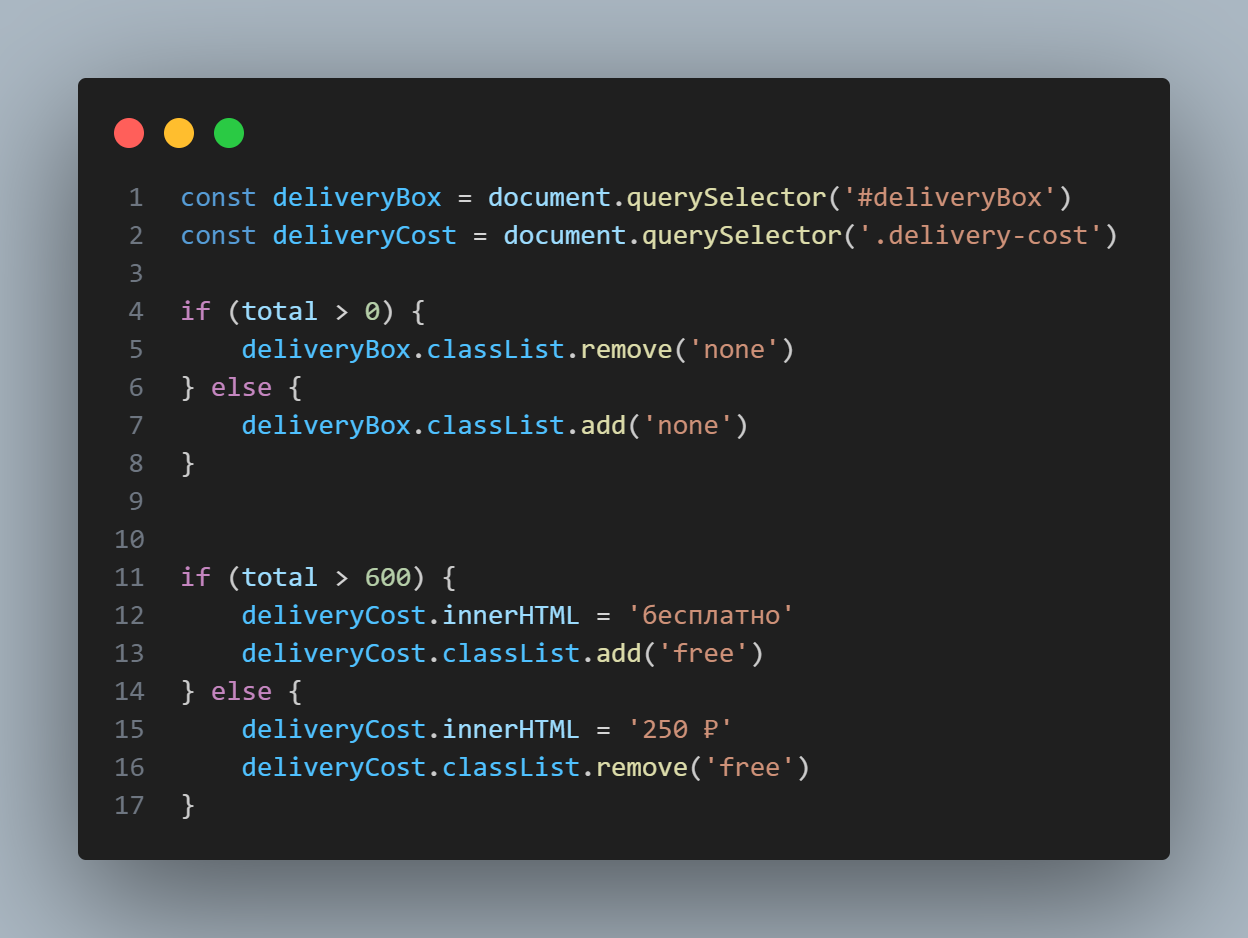 1 const deliveryBox = document.querySelector('#deliveryBox')
2 const deliveryCost = document.querySelector('.delivery-cost')
3
4 if (total > 0) {
5     deliveryBox.classList.remove('none')
6 } else {
7     deliveryBox.classList.add('none')
8 }
9
10
11 if (total > 600) {
12     deliveryCost.innerHTML = 'бесплатно'
13     deliveryCost.classList.add('free')
14 } else {
15     deliveryCost.innerHTML = '250 ₽'
16     deliveryCost.classList.remove('free')
17 }